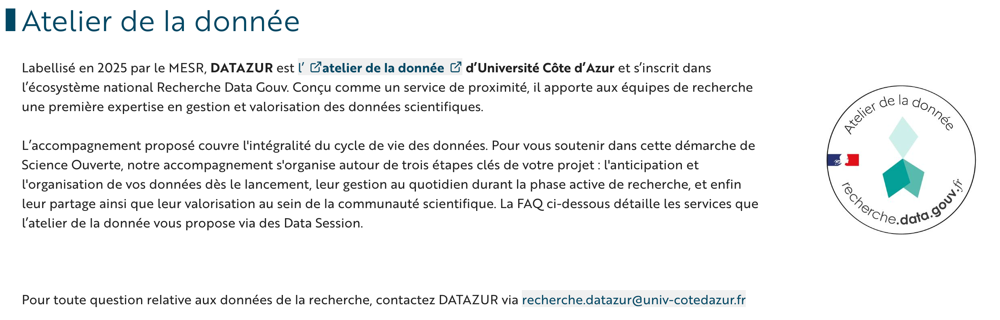 Atelier de la donnée
Labellisé en 2025 par le MESR, DATAZUR est l’ atelier de la donnée d’Université Côte d’Azur et s’inscrit dans
l’écosystème national Recherche Data Gouv. Conçu comme un service de proximité, il apporte aux équipes de recherche
une première expertise en gestion et valorisation des données scientifiques.
L’accompagnement proposé couvre l'intégralité du cycle de vie des données. Pour vous soutenir dans cette démarche de
Science Ouverte, notre accompagnement s'organise autour de trois étapes clés de votre projet : l'anticipation et
l'organisation de vos données dès le lancement, leur gestion au quotidien durant la phase active de recherche, et enfin
leur partage ainsi que leur valorisation au sein de la communauté scientifique. La FAQ ci-dessous détaille les services que
l’atelier de la donnée vous propose via des Data Session.
Pour toute question relative aux données de la recherche, contactez DATAZUR via recherche.datazur@univ-cotedazur.fr
Atelier de la donnée
recherche.data.gouv.fr